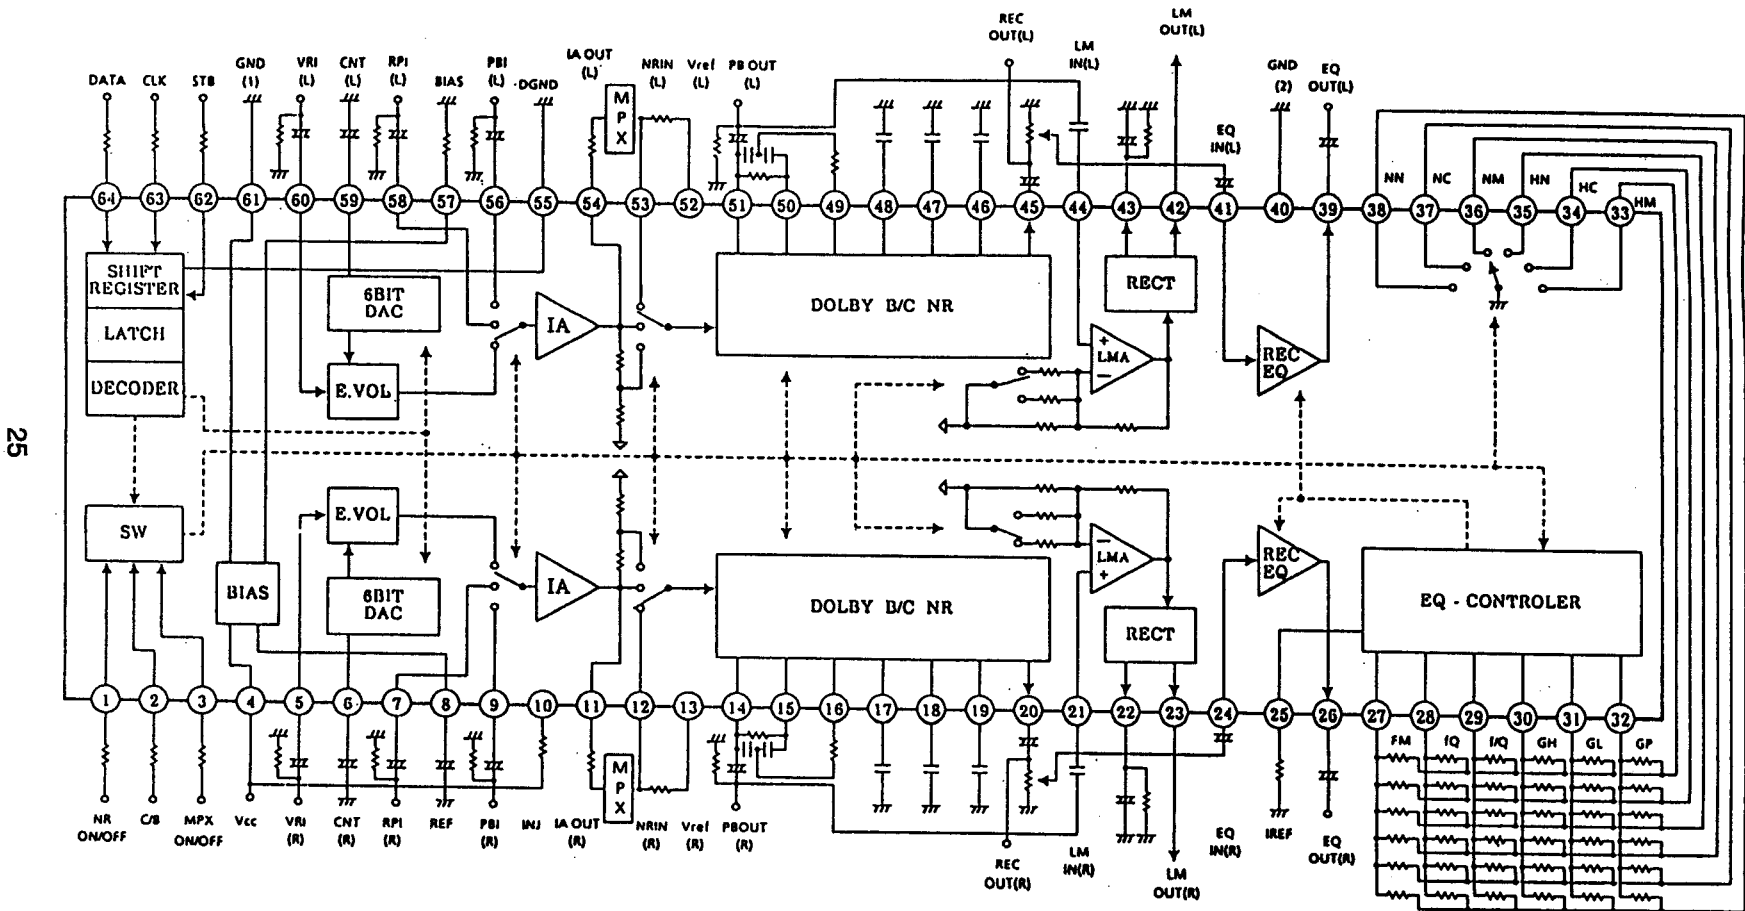 REC
OUT(L)
LM
OUT(L)
LM
IN(L)
DATA
CLK
STB
GND
(1)
VRI
(L)
CNT
(L)
RPI
(L)
BIAS
PBI
(L)
DGND
IA OUT
(L)
MPX
NRIN
(L)
Vref
(L)
PB OUT
(L)
EQ
IN(L)
GND
(2)
EQ
OUT(L)
NN
NC
NM
HN
HC
HM
64 63 62 61 60 59 58 57 56 55 54 53 52 51 50 49 48 47 46 45 44 43 42 41 40 39 38 37 36 35 34 33
SHIFT
REGISTER
LATCH
DECODER
6BIT
DAC
E.VOL
IA
DOLBY B/C NR
+
LMA
−
RECT
REC
EQ
25
SW
BIAS
E.VOL
6BIT
DAC
IA
DOLBY B/C NR
−
LMA
+
RECT
REC
EQ
EQ - CONTROLER
1 2 3 4 5 6 7 8 9 10 11 12 13 14 15 16 17 18 19 20 21 22 23 24 25 26 27 28 29 30 31 32
FM
fQ
f/Q
GH
GL
GP
NR
ON/OFF
C/B
MPX
ON/OFF
Vcc
VRI
(R)
CNT
(R)
RPI
(R)
REF
PBI
(R)
INJ
IA OUT
(R)
MPX
NRIN
(R)
Vref
(R)
PBOUT
(R)
REC
OUT(R)
LM
IN(R)
LM
OUT(R)
EQ
IN(R)
IREF
EQ
OUT(R)